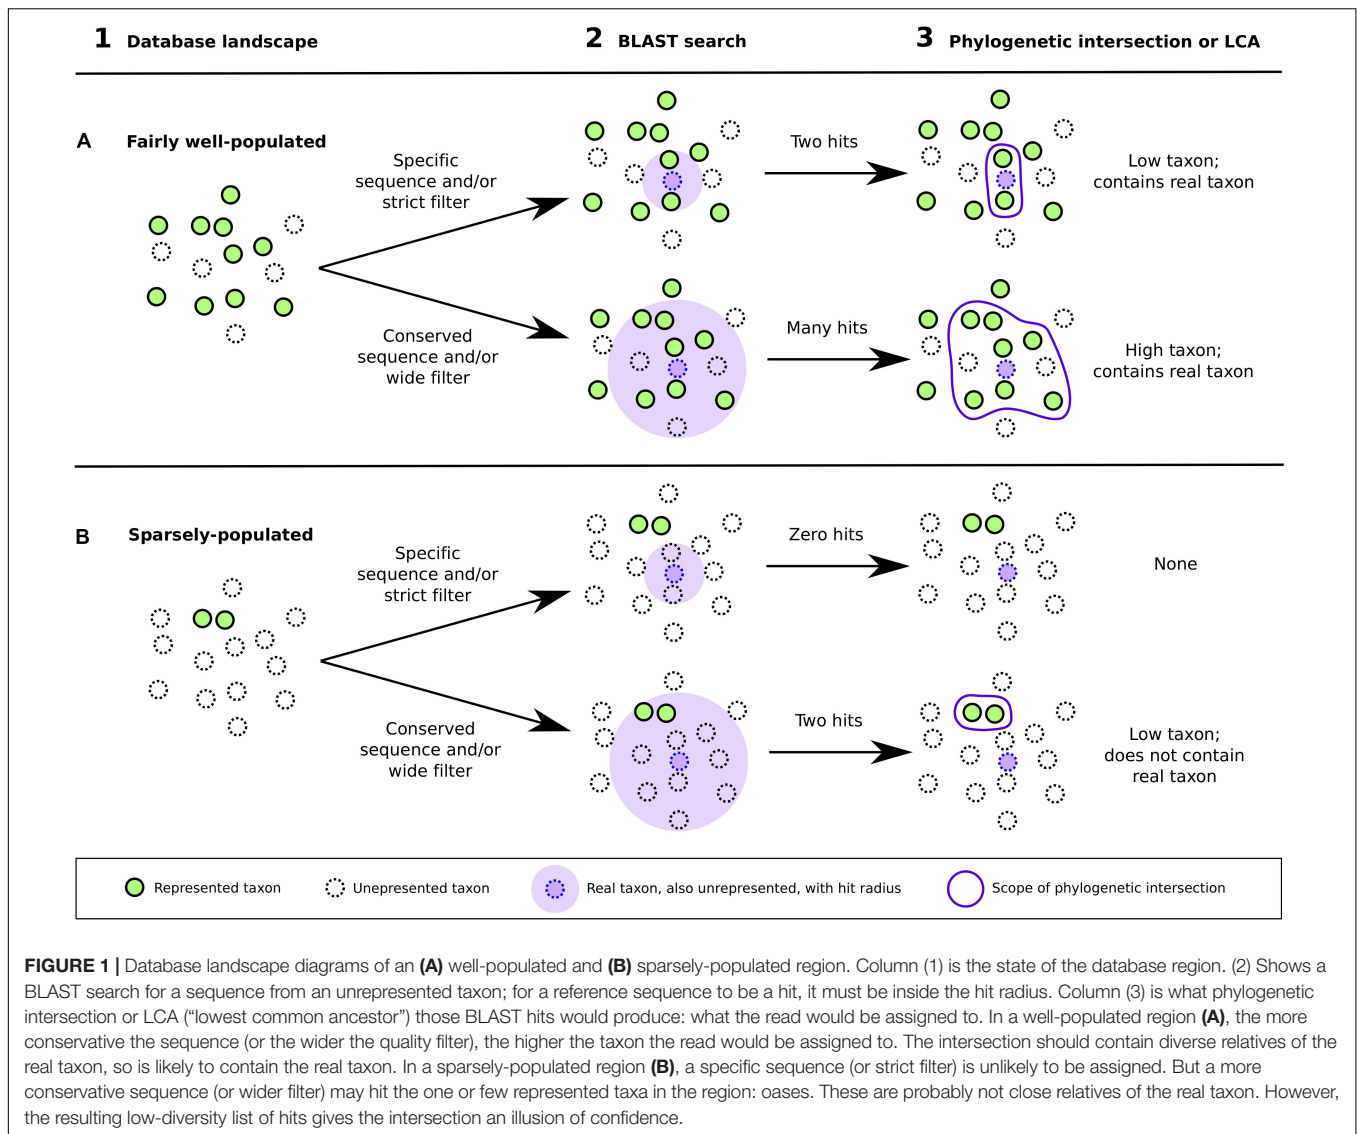 1 Database landscape
2 BLAST search
3 Phylogenetic intersection or LCA
A Fairly well-populated
Specific
sequence and/or
strict filter
Two hits
Low taxon;
contains real taxon
Conserved
sequence and/or
wide filter
Many hits
High taxon;
contains real taxon
B Sparsely-populated
Specific
sequence and/or
strict filter
Zero hits
None
Conserved
sequence and/or
wide filter
Two hits
Low taxon;
does not contain
real taxon
Represented taxon
Unepresented taxon
Real taxon, also unrepresented, with hit radius
Scope of phylogenetic intersection
FIGURE 1 | Database landscape diagrams of an (A) well-populated and (B) sparsely-populated region. Column (1) is the state of the database region. (2) Shows a
BLAST search for a sequence from an unrepresented taxon; for a reference sequence to be a hit, it must be inside the hit radius. Column (3) is what phylogenetic
intersection or LCA (“lowest common ancestor”) those BLAST hits would produce: what the read would be assigned to. In a well-populated region (A), the more
conservative the sequence (or the wider the quality filter), the higher the taxon the read would be assigned to. The intersection should contain diverse relatives of the
real taxon, so is likely to contain the real taxon. In a sparsely-populated region (B), a specific sequence (or strict filter) is unlikely to be assigned. But a more
conservative sequence (or wider filter) may hit the one or few represented taxa in the region: oases. These are probably not close relatives of the real taxon. However,
the resulting low-diversity list of hits gives the intersection an illusion of confidence.